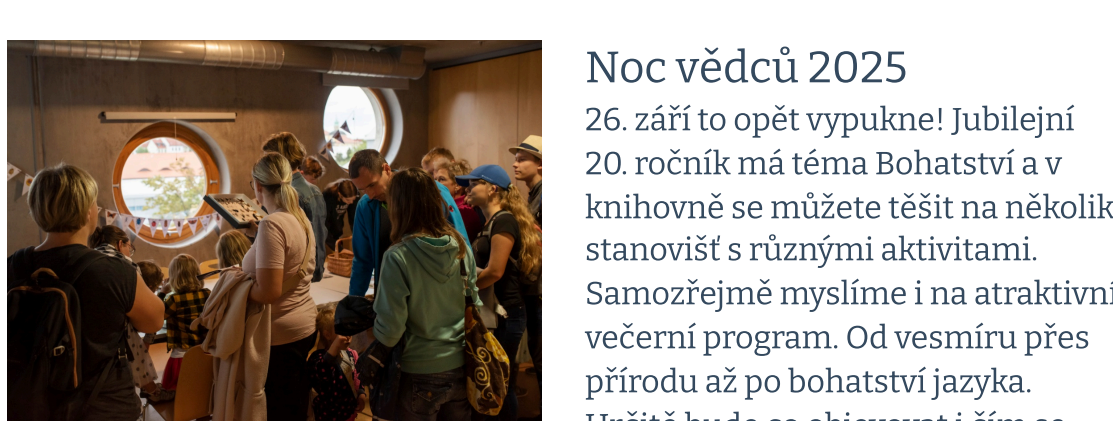 Noc vědců 2025
26. září to opět vypukne! Jubilejní
20. ročník má téma Bohatství a v
knihovně se můžete těšit na několik
stanovišť s různými aktivitami.
Samozřejmě myslíme i na atraktivní
večerní program. Od vesmíru přes
přírodu až po bohatství jazyka.